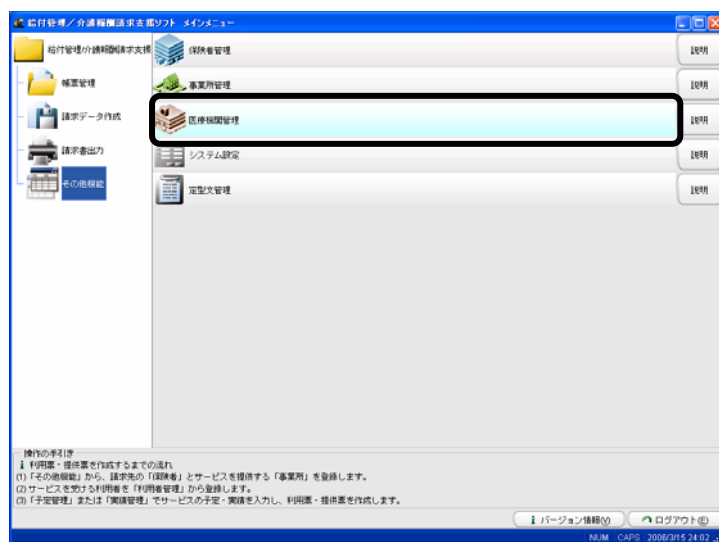 給付管理/介護報酬請求支援ソフト メインメニュー
給付管理/介護報酬請求支援
帳票管理
請求データ作成
請求書出力
その他機能
保険者管理
説明
事業所管理
説明
医療機関管理
説明
システム設定
説明
定型文管理
説明
操作の手引き
利用票・提供票を作成するまでの流れ
(1)「その他機能」から、請求先の「保険者」とサービスを提供する「事業所」を登録します。
(2)サービスを受ける利用者を「利用者管理」から登録します。
(3)「予定管理」または「実績管理」でサービスの予定・実績を入力し、利用票・提供票を作成します。
バージョン情報(V)
ログアウト(E)
NUM CAPS 2008/3/15 24:02